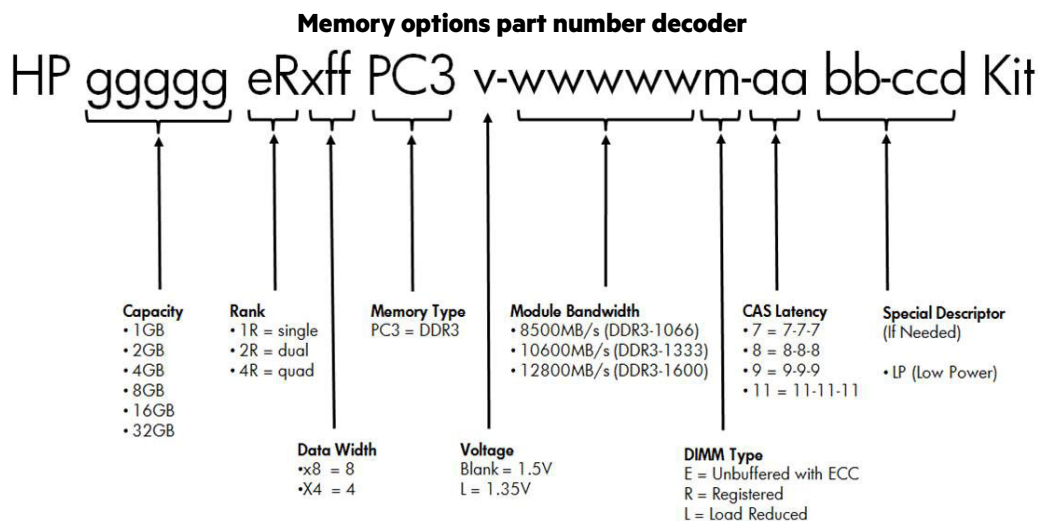 Memory options part number decoder
HP ggggg eRxff PC3 v-wwwwwm-aa bb-ccd Kit
Capacity
• 1GB
• 2GB
• 4GB
• 8GB
• 16GB
• 32GB
Rank
• 1R = single
• 2R = dual
• 4R = quad
Memory Type
PC3 = DDR3
Module Bandwidth
• 8500MB/s (DDR3-1066)
• 10600MB/s (DDR3-1333)
• 12800MB/s (DDR3-1600)
CAS Latency
• 7 = 7-7-7
• 8 = 8-8-8
• 9 = 9-9-9
• 11 = 11-11-11
Special Descriptor
(If Needed)
• LP (Low Power)
Data Width
•x8 = 8
•X4 = 4
Voltage
Blank = 1.5V
L = 1.35V
DIMM Type
E = Unbuffered with ECC
R = Registered
L = Load Reduced